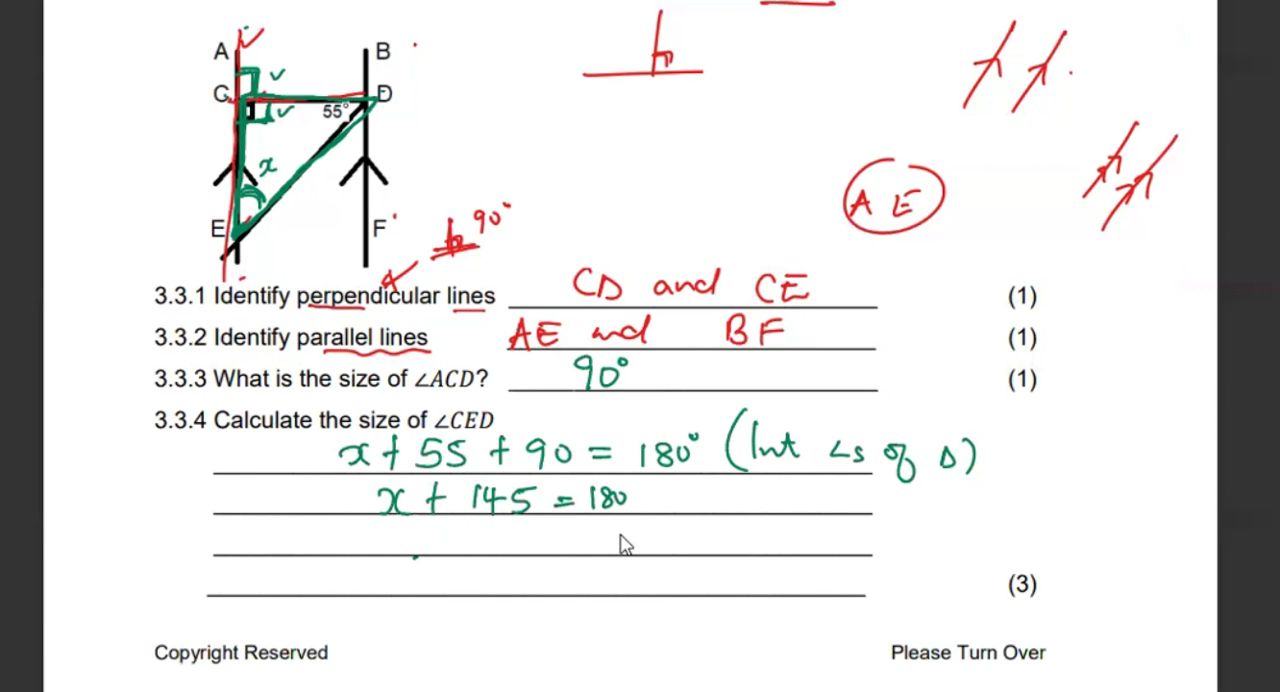 A B
C D
55°
x
E F
90°
A E
3.3.1 Identify perpendicular lines CD and CE (1)
3.3.2 Identify parallel lines AE and BF (1)
3.3.3 What is the size of ∠ACD? 90° (1)
3.3.4 Calculate the size of ∠CED
x + 55 + 90 = 180° (Int ∠s of Δ)
x + 145 = 180
(3)
Copyright Reserved Please Turn Over